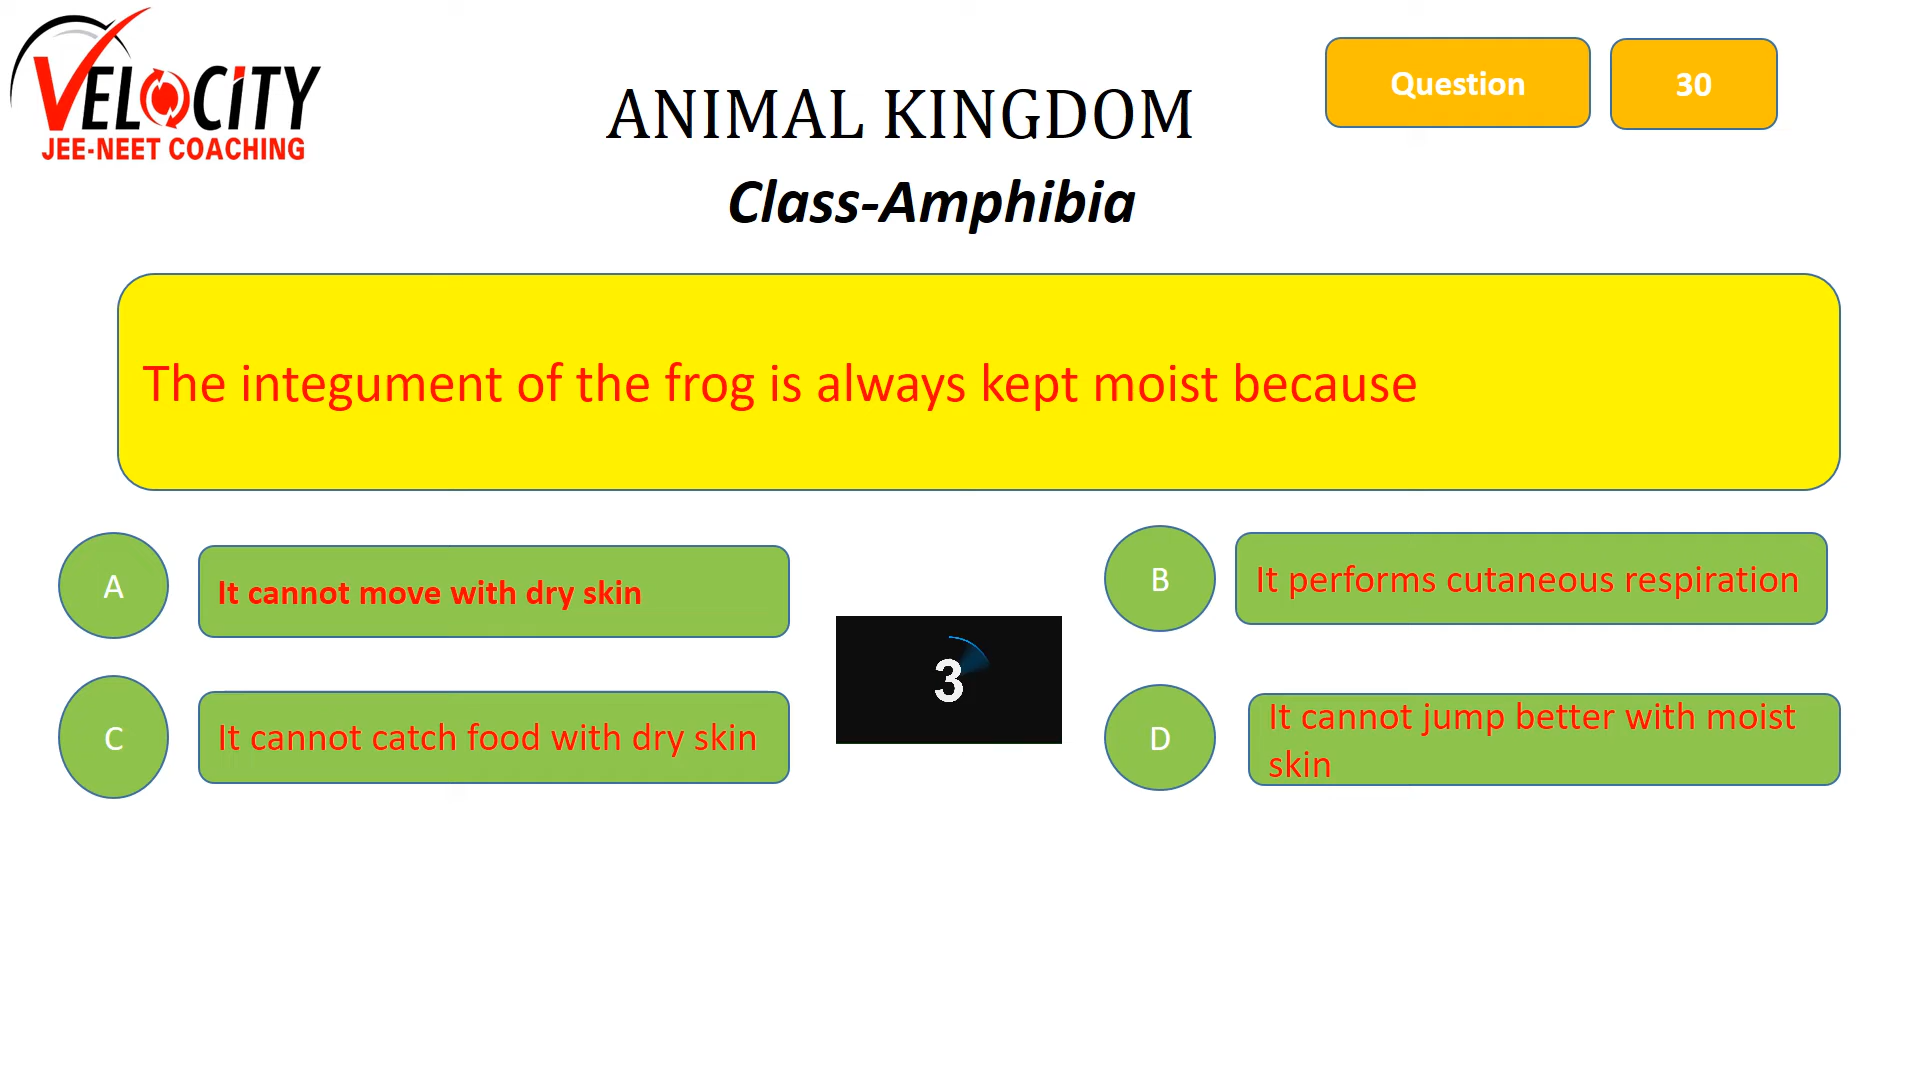 VELOCITY
JEE-NEET COACHING
ANIMAL KINGDOM
Class-Amphibia
Question
30
The integument of the frog is always kept moist because
A
It cannot move with dry skin
B
It performs cutaneous respiration
3
C
It cannot catch food with dry skin
D
It cannot jump better with moist
skin